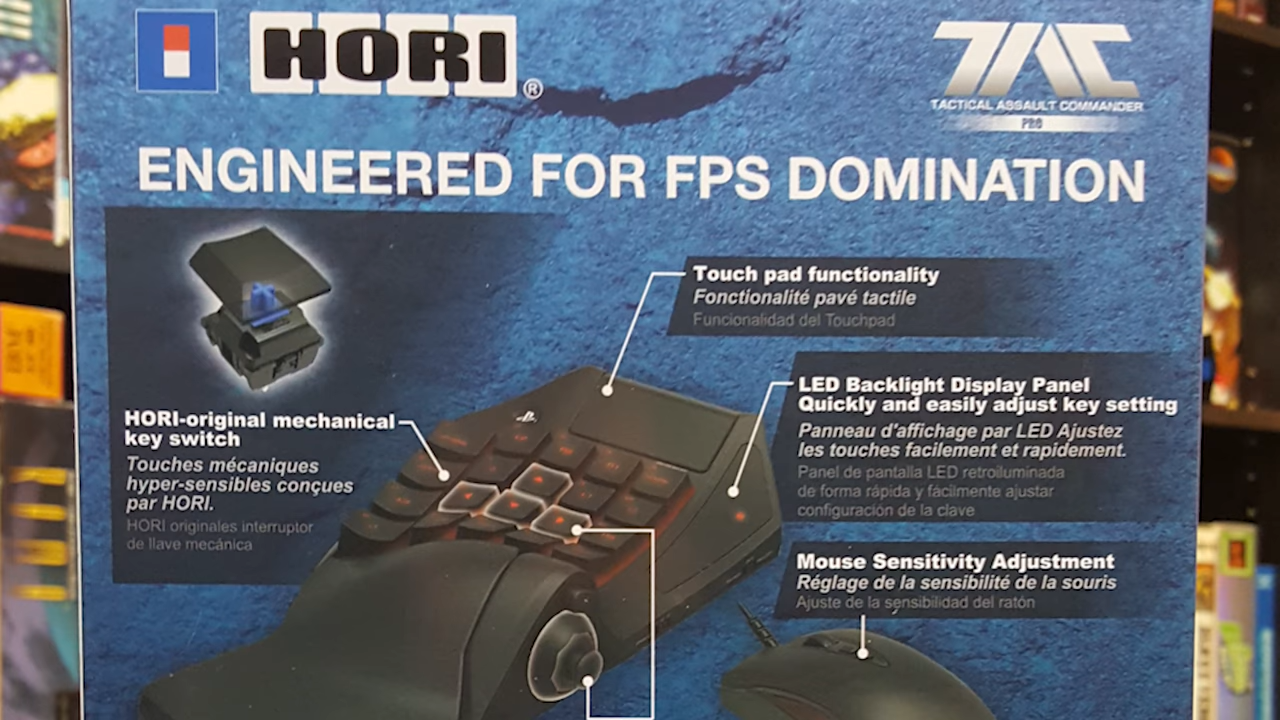 HORI®
TAC
TACTICAL ASSAULT COMMANDER
PRO
ENGINEERED FOR FPS DOMINATION
Touch pad functionality
Fonctionalité pavé tactile
Funcionalidad del Touchpad
LED Backlight Display Panel
Quickly and easily adjust key setting
Panneau d'affichage par LED Ajustez
les touches facilement et rapidement.
Panel de pantalla LED retroiluminada
de forma rápida y fácilmente ajustar
configuración de la clave
HORI-original mechanical
key switch
Touches mécaniques
hyper-sensibles conçues
par HORI.
HORI originales interruptor
de llave mecánica
Mouse Sensitivity Adjustment
Réglage de la sensibilité de la souris
Ajuste de la sensibilidad del ratón